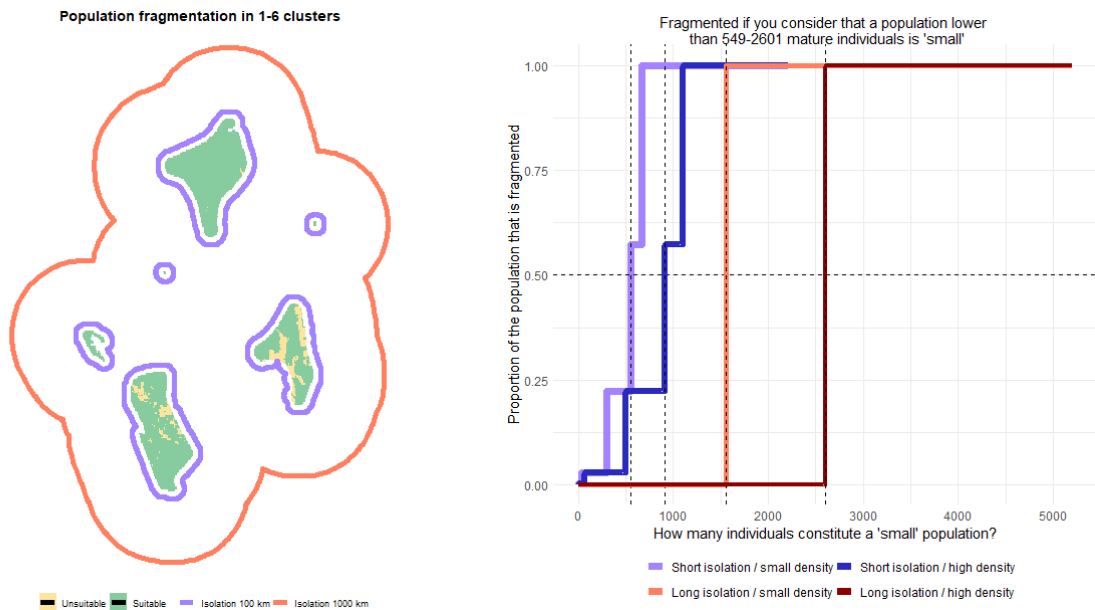 Population fragmentation in 1-6 clusters
Unsuitable Suitable Isolation 100 km Isolation 1000 km
Fragmented if you consider that a population lower
than 549-2601 mature individuals is 'small'
Proportion of the population that is fragmented
1.00
0.75
0.50
0.25
0.00
0 1000 2000 3000 4000 5000
How many individuals constitute a 'small' population?
Short isolation / small density Short isolation / high density
Long isolation / small density Long isolation / high density